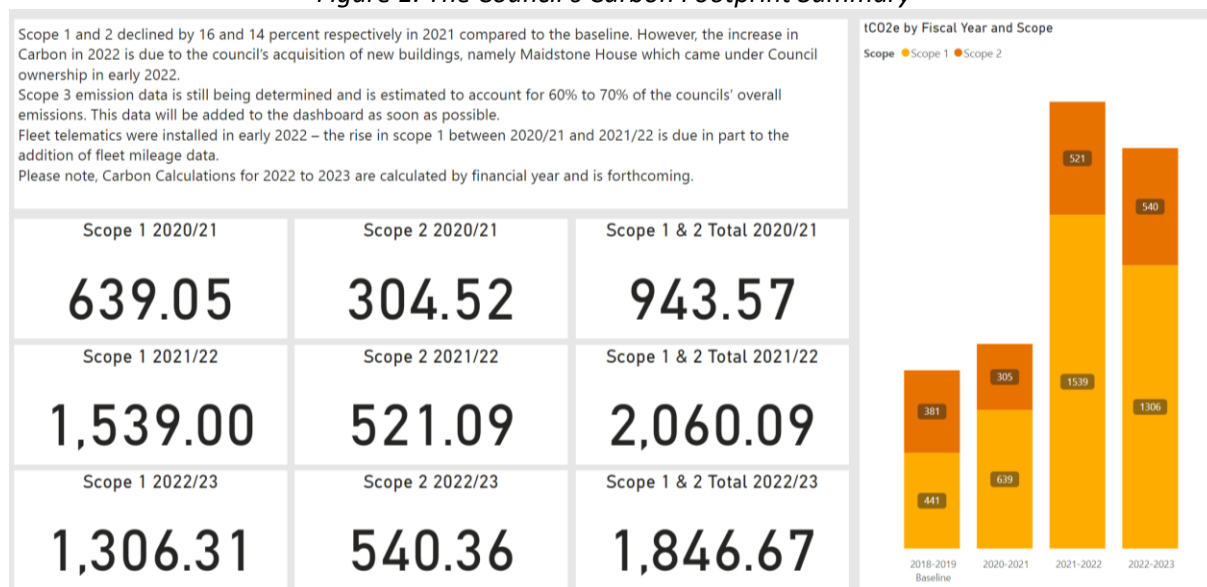 Figure 1: The Council's Carbon Footprint Summary
Scope 1 and 2 declined by 16 and 14 percent respectively in 2021 compared to the baseline. However, the increase in
Carbon in 2022 is due to the council's acquisition of new buildings, namely Maidstone House which came under Council
ownership in early 2022.
Scope 3 emission data is still being determined and is estimated to account for 60% to 70% of the councils' overall
emissions. This data will be added to the dashboard as soon as possible.
Fleet telematics were installed in early 2022 – the rise in scope 1 between 2020/21 and 2021/22 is due in part to the
addition of fleet mileage data.
Please note, Carbon Calculations for 2022 to 2023 are calculated by financial year and is forthcoming.
Scope 1 2020/21
639.05
Scope 2 2020/21
304.52
Scope 1 & 2 Total 2020/21
943.57
Scope 1 2021/22
1,539.00
Scope 2 2021/22
521.09
Scope 1 & 2 Total 2021/22
2,060.09
Scope 1 2022/23
1,306.31
Scope 2 2022/23
540.36
Scope 1 & 2 Total 2022/23
1,846.67
tCO2e by Fiscal Year and Scope
Scope Scope 1 Scope 2
381
441
305
639
521
1539
540
1306
2018-2019
Baseline
2020-2021
2021-2022
2022-2023